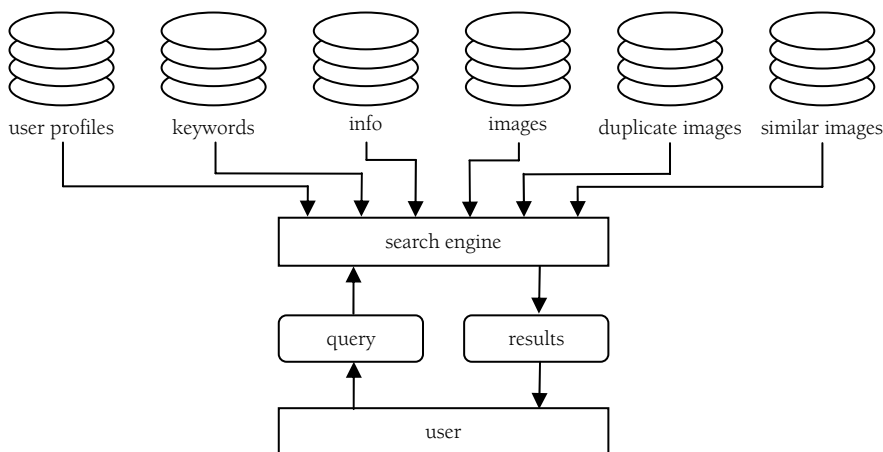 user profiles
keywords
info
images
duplicate images
similar images
search engine
query
results
user